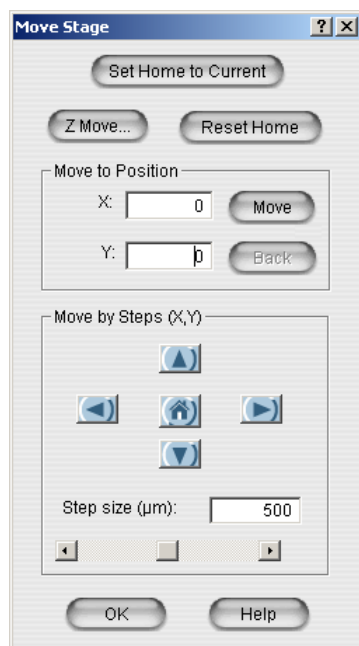 Move Stage
Set Home to Current
Z Move...
Reset Home
Move to Position
X: 0
Move
Y: 0
Back
Move by Steps (X,Y)
Step size (µm): 500
OK
Help